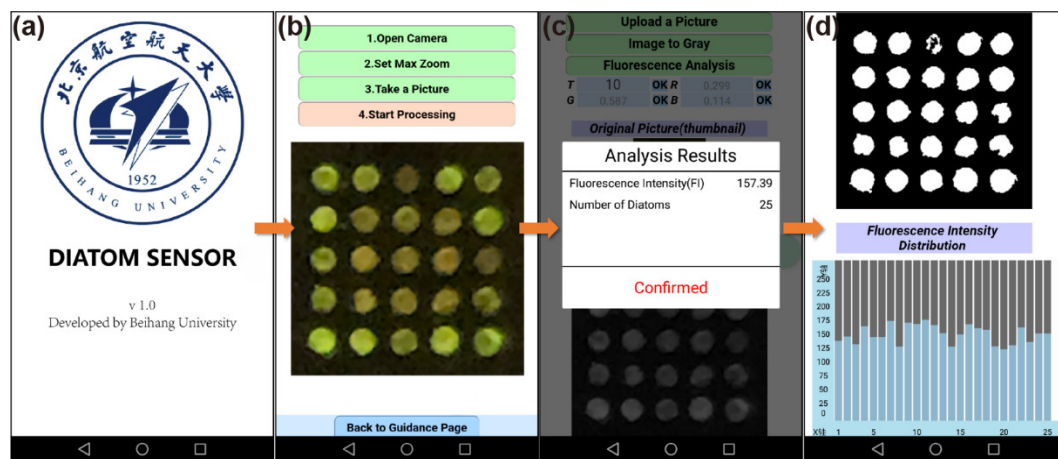 (a)
北京航空航天大学
1952
BEIHANG UNIVERSITY
DIATOM SENSOR
v 1.0
Developed by Beihang University
(b)
1.Open Camera
2.Set Max Zoom
3.Take a Picture
4.Start Processing
Back to Guidance Page
(c)
Upload a Picture
Image to Gray
Fluorescence Analysis
T 10 OK R 0.299 OK
G 0.587 OK B 0.114 OK
Original Picture(thumbnail)
Analysis Results
Fluorescence Intensity(FI) 157.39
Number of Diatoms 25
Confirmed
(d)
Fluorescence Intensity
Distribution
250
225
200
175
150
125
100
75
50
25
0
X轴 1 5 10 15 20 25